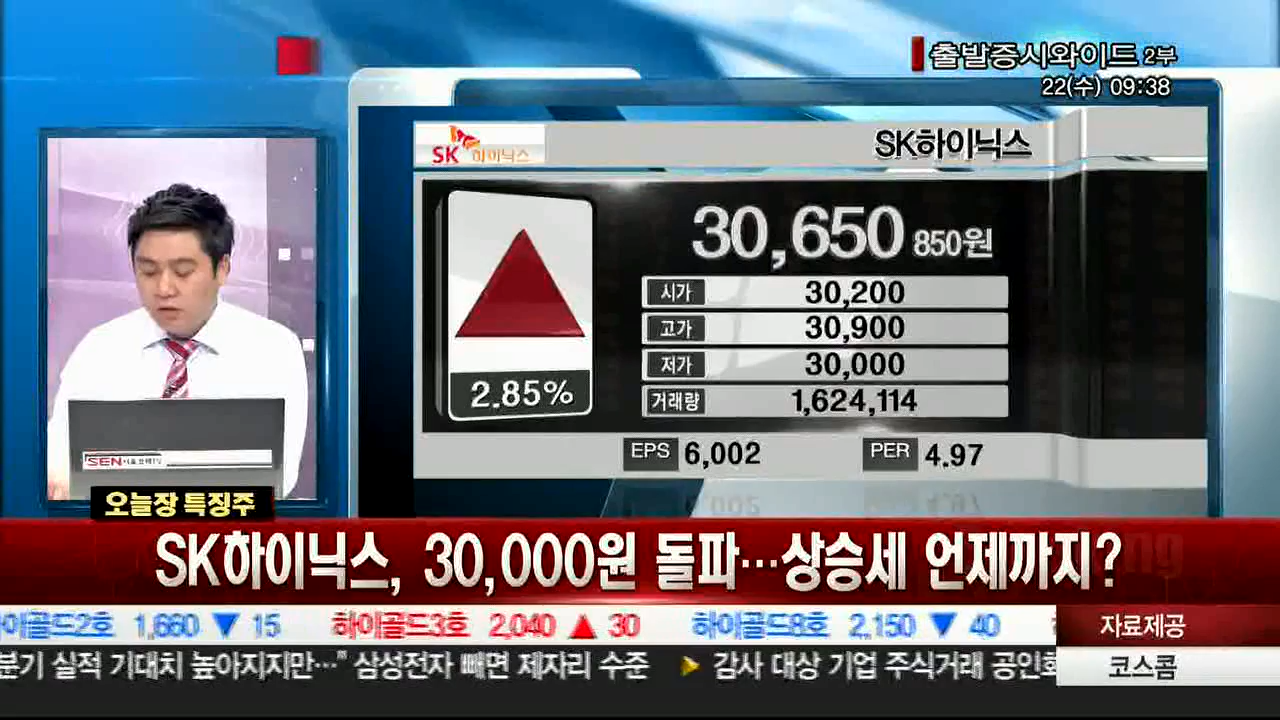 출발증시와이드 2부
22(수) 09:38
SK 하이닉스
SK하이닉스
30,650 850원
시가 30,200
고가 30,900
저가 30,000
거래량 1,624,114
2.85%
EPS 6,002 PER 4.97
SEN 서울경제TV
오늘장 특징주
SK하이닉스, 30,000원 돌파…상승세 언제까지?
하이골드2호 1,660 ▼ 15 하이골드3호 2,040 ▲ 30 하이골드8호 2,150 ▼ 40
자료제공
분기 실적 기대치 높아지지만…" 삼성전자 빼면 제자리 수준 ▶ 감사 대상 기업 주식거래 공인회
코스콤